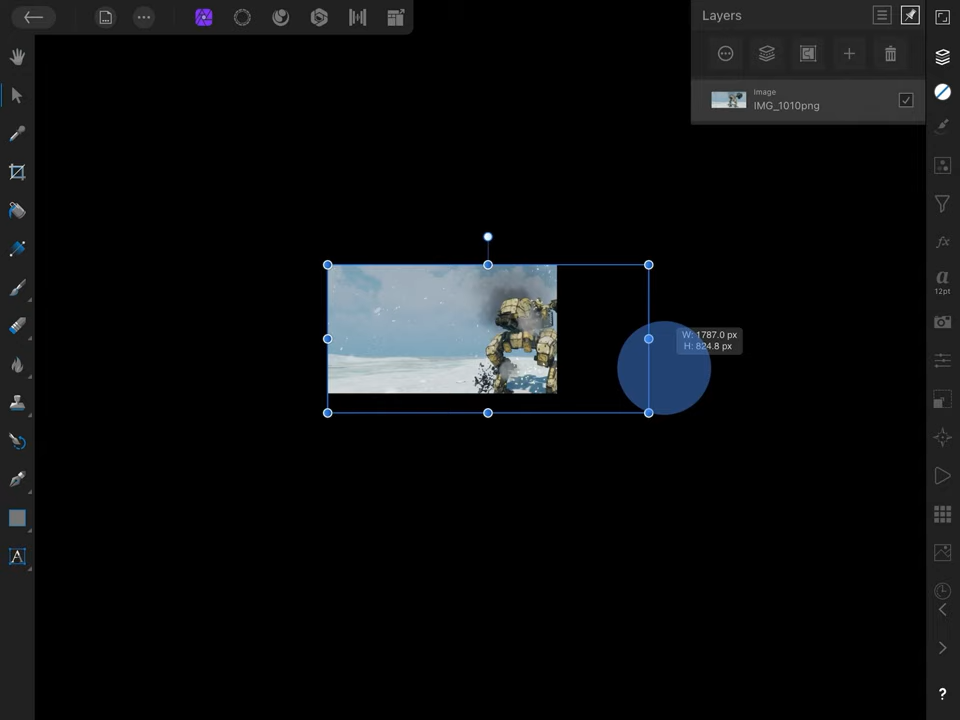 Layers
Image
IMG_1010png
a
12pt
W: 1787.0 px
H: 824.8 px
A
?